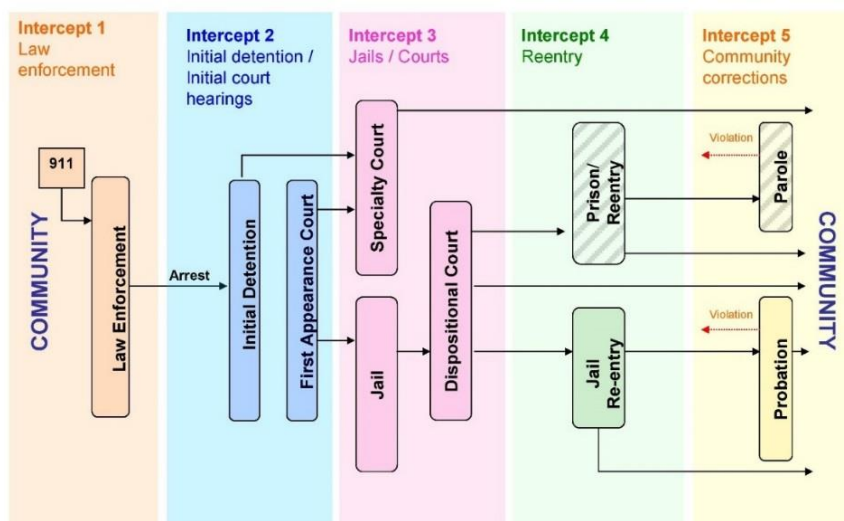 Intercept 1
Law
enforcement
Intercept 2
Initial detention /
Initial court
hearings
Intercept 3
Jails / Courts
Intercept 4
Reentry
Intercept 5
Community
corrections
911
COMMUNITY
Law Enforcement
Arrest
Initial Detention
First Appearance Court
Specialty Court
Jail
Dispositional Court
Prison/
Reentry
Jail
Re-entry
Violation
Parole
Violation
Probation
COMMUNITY